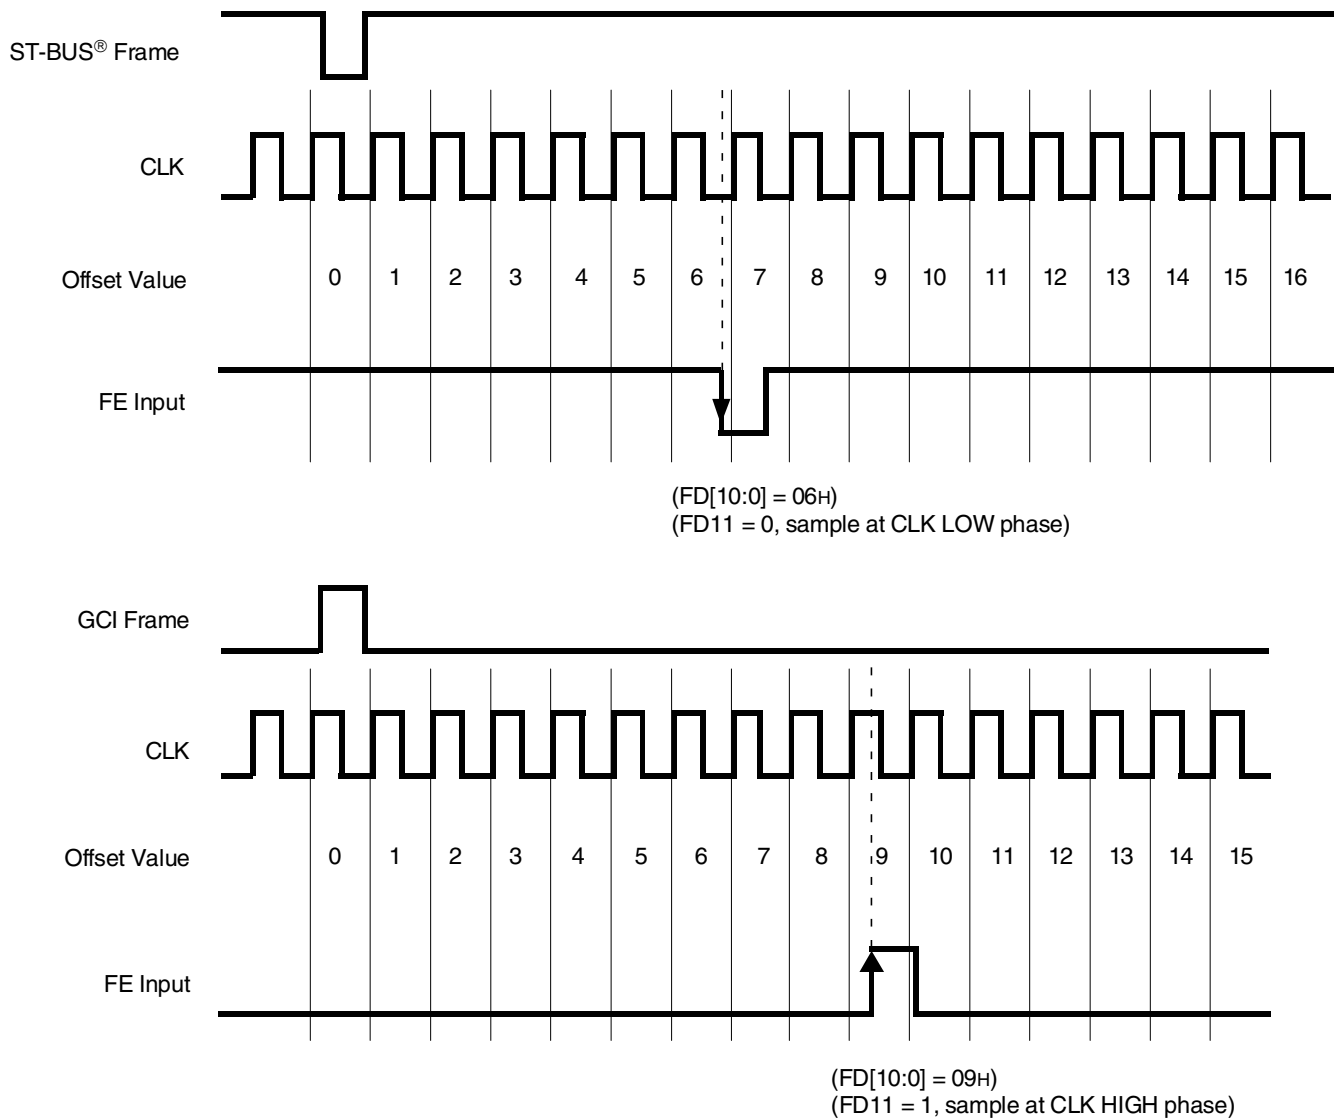 ST-BUS® Frame
CLK
Offset Value 0 1 2 3 4 5 6 7 8 9 10 11 12 13 14 15 16
FE Input
(FD[10:0] = 06H)
(FD11 = 0, sample at CLK LOW phase)
GCI Frame
CLK
Offset Value 0 1 2 3 4 5 6 7 8 9 10 11 12 13 14 15
FE Input
(FD[10:0] = 09H)
(FD11 = 1, sample at CLK HIGH phase)